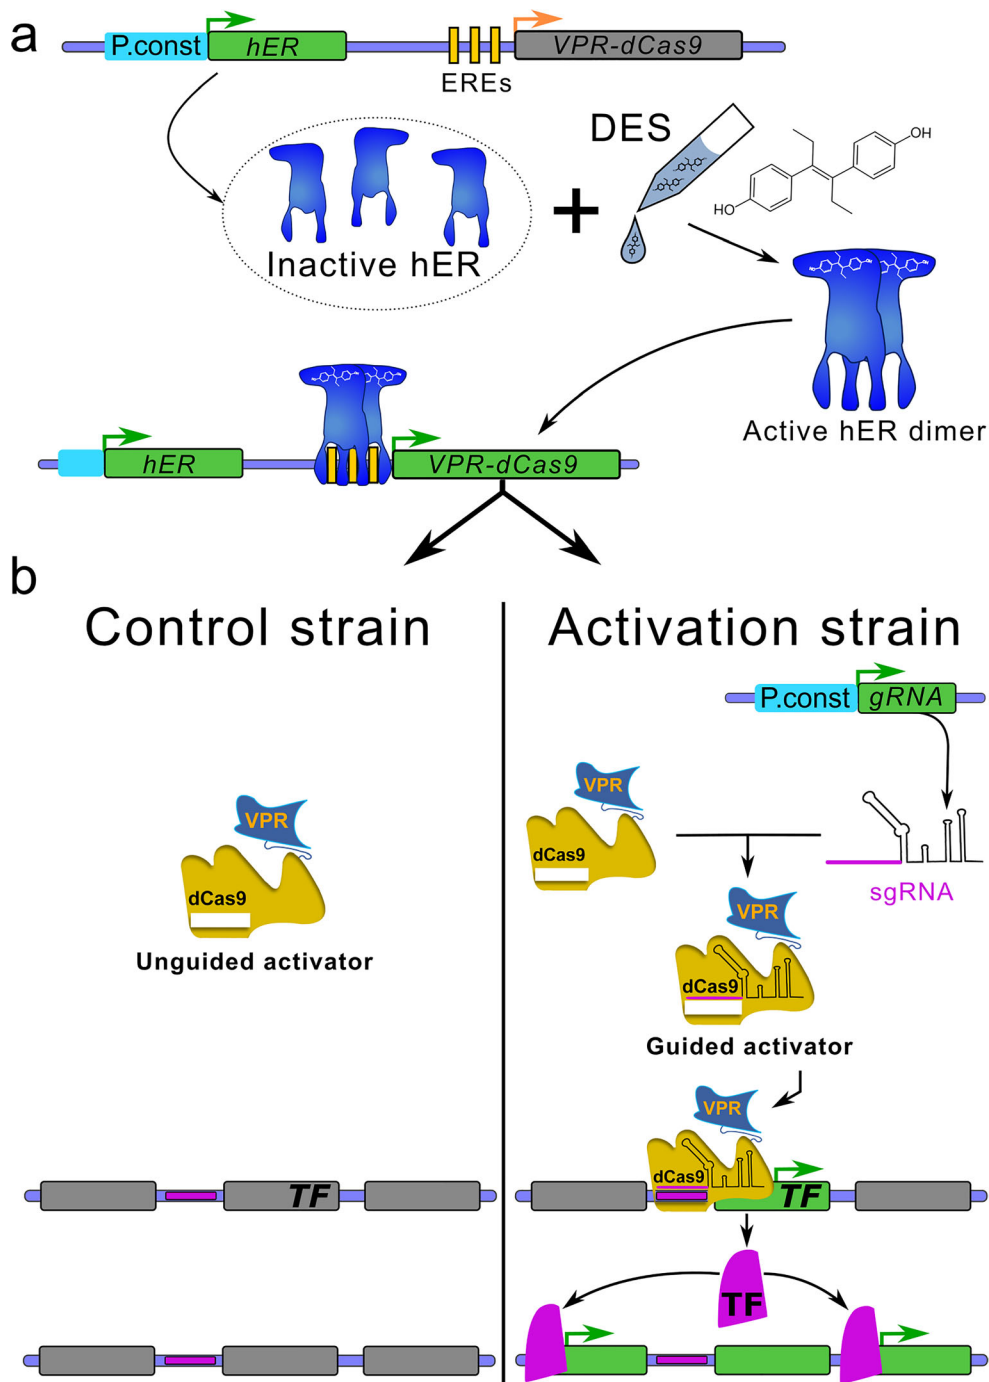 a
P.const
hER
VPR-dCas9
EREs
DES
OH
HO
Inactive hER
+
Active hER dimer
hER
VPR-dCas9
b
Control strain
Activation strain
P.const
gRNA
VPR
dCas9
Unguided activator
VPR
dCas9
sgRNA
VPR
dCas9
Guided activator
VPR
dCas9
TF
TF
TF